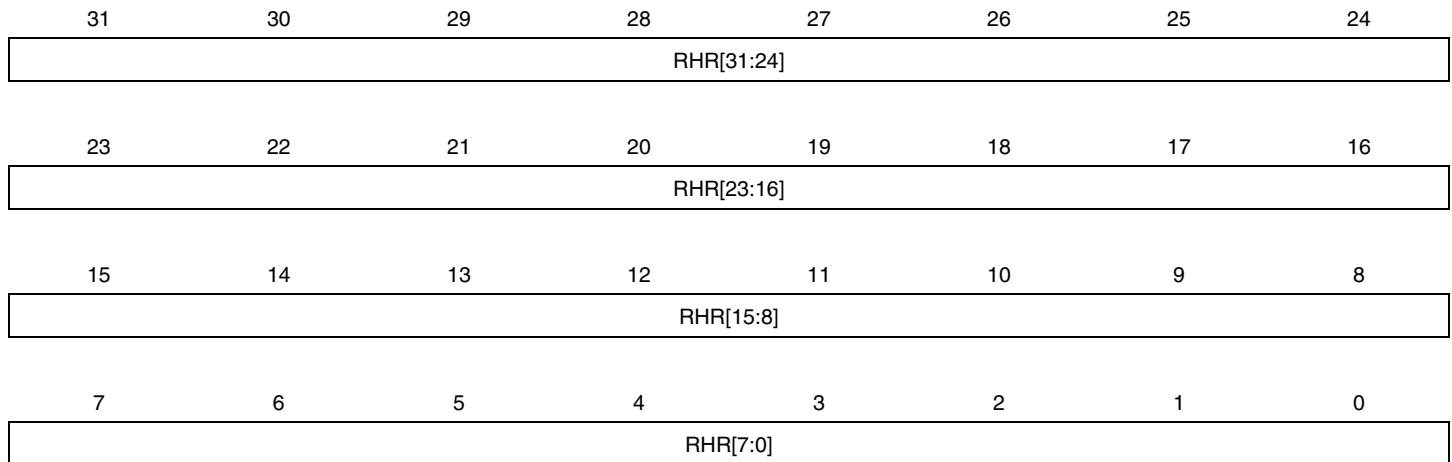 31 30 29 28 27 26 25 24
RHR[31:24]
23 22 21 20 19 18 17 16
RHR[23:16]
15 14 13 12 11 10 9 8
RHR[15:8]
7 6 5 4 3 2 1 0
RHR[7:0]